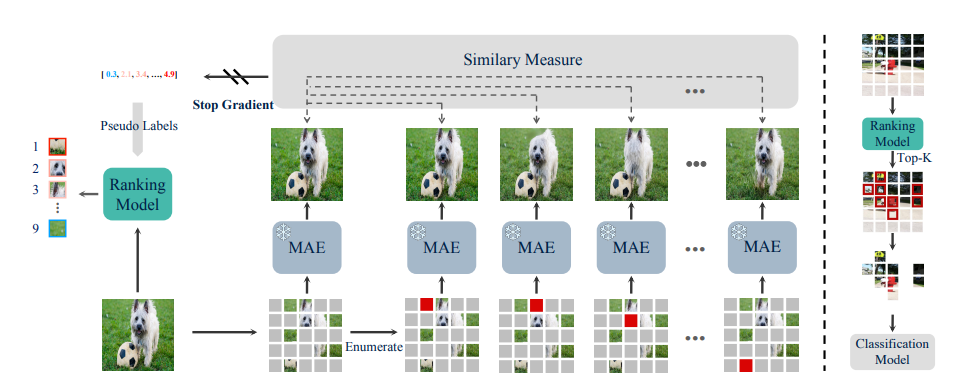 Similary Measure
[ 0.3, 2.1, 3.4, ..., 4.9]
Stop Gradient
Pseudo Labels
1
2
3
9
Ranking
Model
MAE
MAE
MAE
MAE
MAE
Enumerate
Ranking
Model
Top-K
Classification
Model